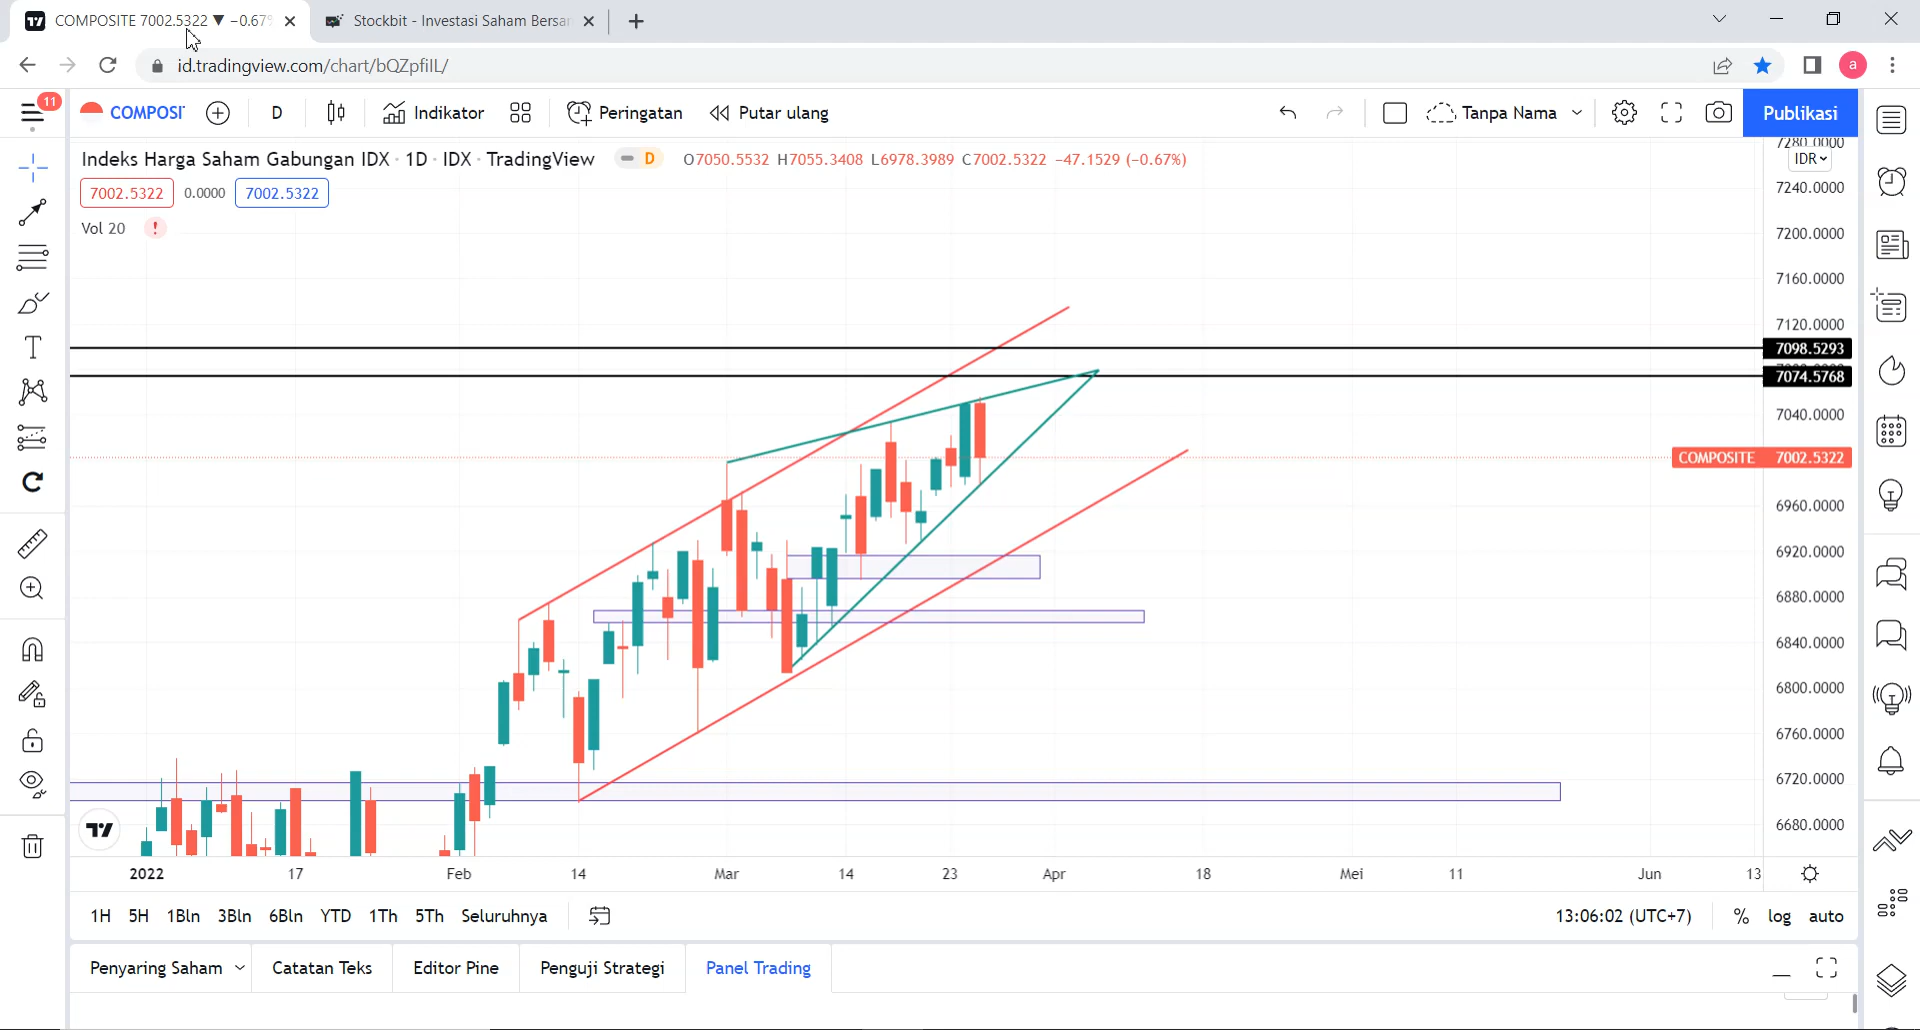 COMPOSITE 7002.5322 ▼ −0.67%
Stockbit - Investasi Saham Bersam
id.tradingview.com/chart/bQZpfiIL/
a
11
COMPOSIT
D
Indikator
Peringatan
Putar ulang
Tanpa Nama
Publikasi
Indeks Harga Saham Gabungan IDX · 1D · IDX · TradingView
D
O7050.5532 H7055.3408 L6978.3989 C7002.5322 −47.1529 (−0.67%)
7002.5322
0.0000
7002.5322
Vol 20
!
7280.0000
IDR
7240.0000
7200.0000
7160.0000
7120.0000
7098.5293
7074.5768
7040.0000
COMPOSITE 7002.5322
6960.0000
6920.0000
6880.0000
6840.0000
6800.0000
6760.0000
6720.0000
6680.0000
2022
17
Feb
14
Mar
14
23
Apr
18
Mei
11
Jun
13
1H
5H
1Bln
3Bln
6Bln
YTD
1Th
5Th
Seluruhnya
13:06:02 (UTC+7)
%
log
auto
Penyaring Saham
Catatan Teks
Editor Pine
Penguji Strategi
Panel Trading